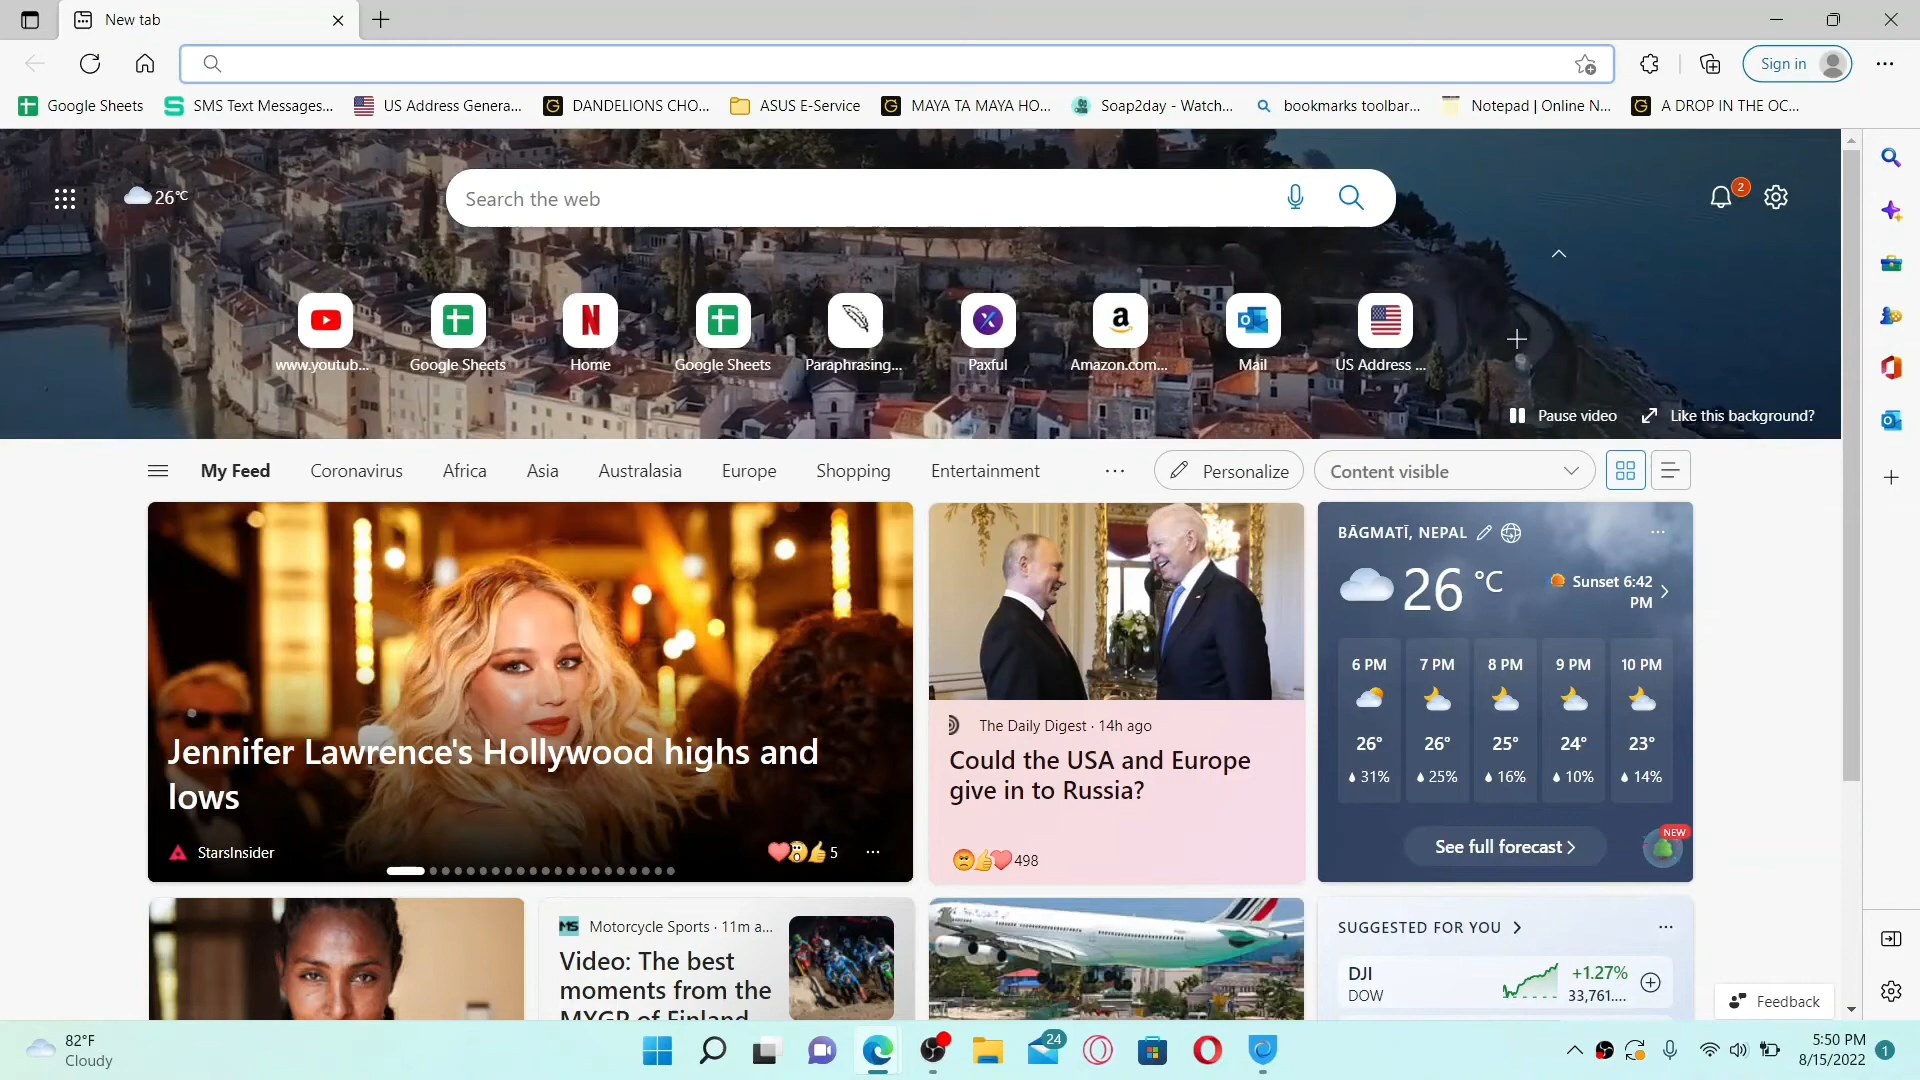 New tab
Sign in
Google Sheets
SMS Text Messages...
US Address Genera...
DANDELIONS CHO...
ASUS E-Service
MAYA TA MAYA HO...
Soap2day - Watch...
bookmarks toolbar...
Notepad | Online N...
A DROP IN THE OC...
26°C
Search the web
2
www.youtub...
Google Sheets
Home
Google Sheets
Paraphrasing...
Paxful
Amazon.com...
Mail
US Address ...
Pause video
Like this background?
My Feed
Coronavirus
Africa
Asia
Australasia
Europe
Shopping
Entertainment
Personalize
Content visible
Jennifer Lawrence's Hollywood highs and
lows
StarsInsider
5
The Daily Digest · 14h ago
Could the USA and Europe
give in to Russia?
498
BĀGMATĪ, NEPAL
26 °C
Sunset 6:42
PM
6 PM 7 PM 8 PM 9 PM 10 PM
26° 26° 25° 24° 23°
31% 25% 16% 10% 14%
See full forecast
NEW
MS Motorcycle Sports · 11m a...
Video: The best
moments from the
MXGP of Finland
SUGGESTED FOR YOU
DJI +1.27%
DOW 33,761....
Feedback
82°F
Cloudy
24
5:50 PM
8/15/2022
1